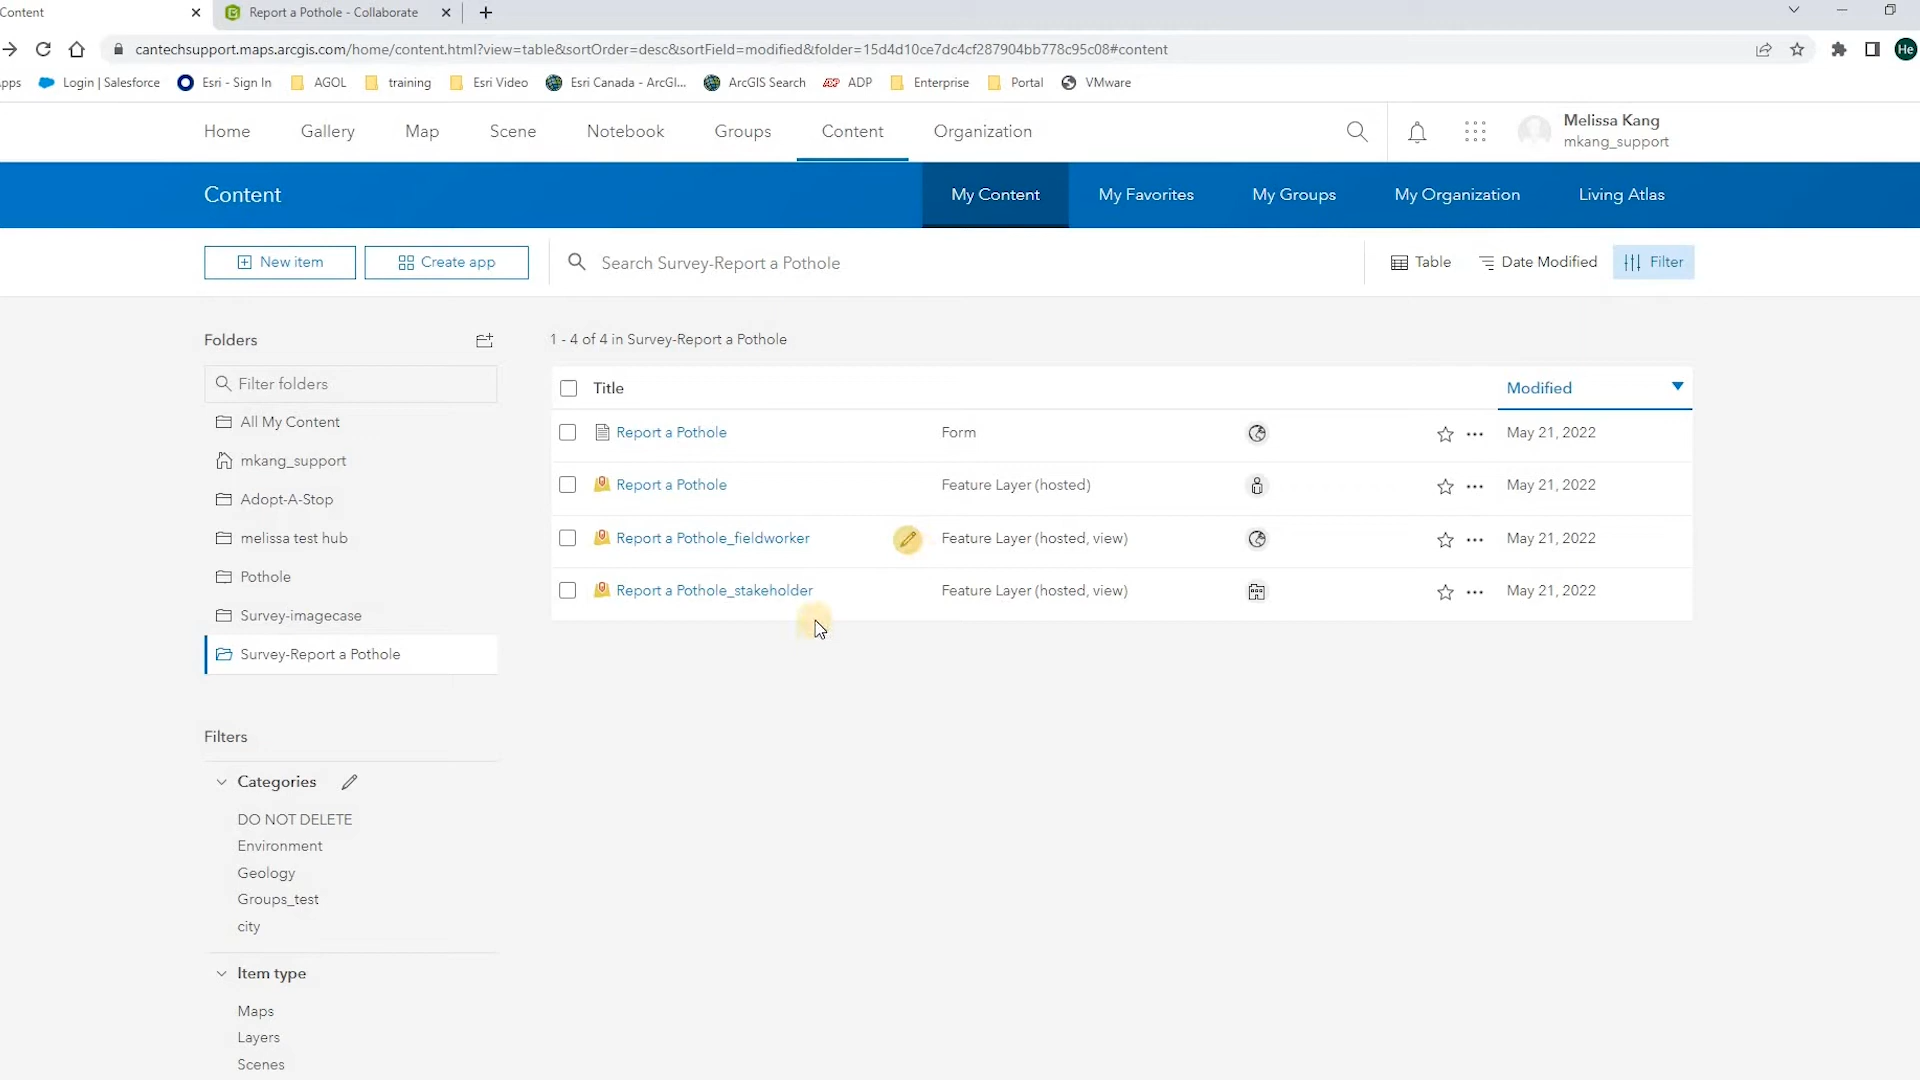 Content
Report a Pothole - Collaborate
cantechsupport.maps.arcgis.com/home/content.html?view=table&sortOrder=desc&sortField=modified&folder=15d4d10ce7dc4cf287904bb778c95c08#content
He
pps
Login | Salesforce
Esri - Sign In
AGOL
training
Esri Video
Esri Canada - ArcGI...
ArcGIS Search
ADP
Enterprise
Portal
VMware
Home
Gallery
Map
Scene
Notebook
Groups
Content
Organization
Melissa Kang
mkang_support
Content
My Content
My Favorites
My Groups
My Organization
Living Atlas
New item
Create app
Search Survey-Report a Pothole
Table
Date Modified
Filter
Folders
Filter folders
All My Content
mkang_support
Adopt-A-Stop
melissa test hub
Pothole
Survey-imagecase
Survey-Report a Pothole
1 - 4 of 4 in Survey-Report a Pothole
Title
Modified
Report a Pothole
Form
May 21, 2022
Report a Pothole
Feature Layer (hosted)
May 21, 2022
Report a Pothole_fieldworker
Feature Layer (hosted, view)
May 21, 2022
Report a Pothole_stakeholder
Feature Layer (hosted, view)
May 21, 2022
Filters
Categories
DO NOT DELETE
Environment
Geology
Groups_test
city
Item type
Maps
Layers
Scenes